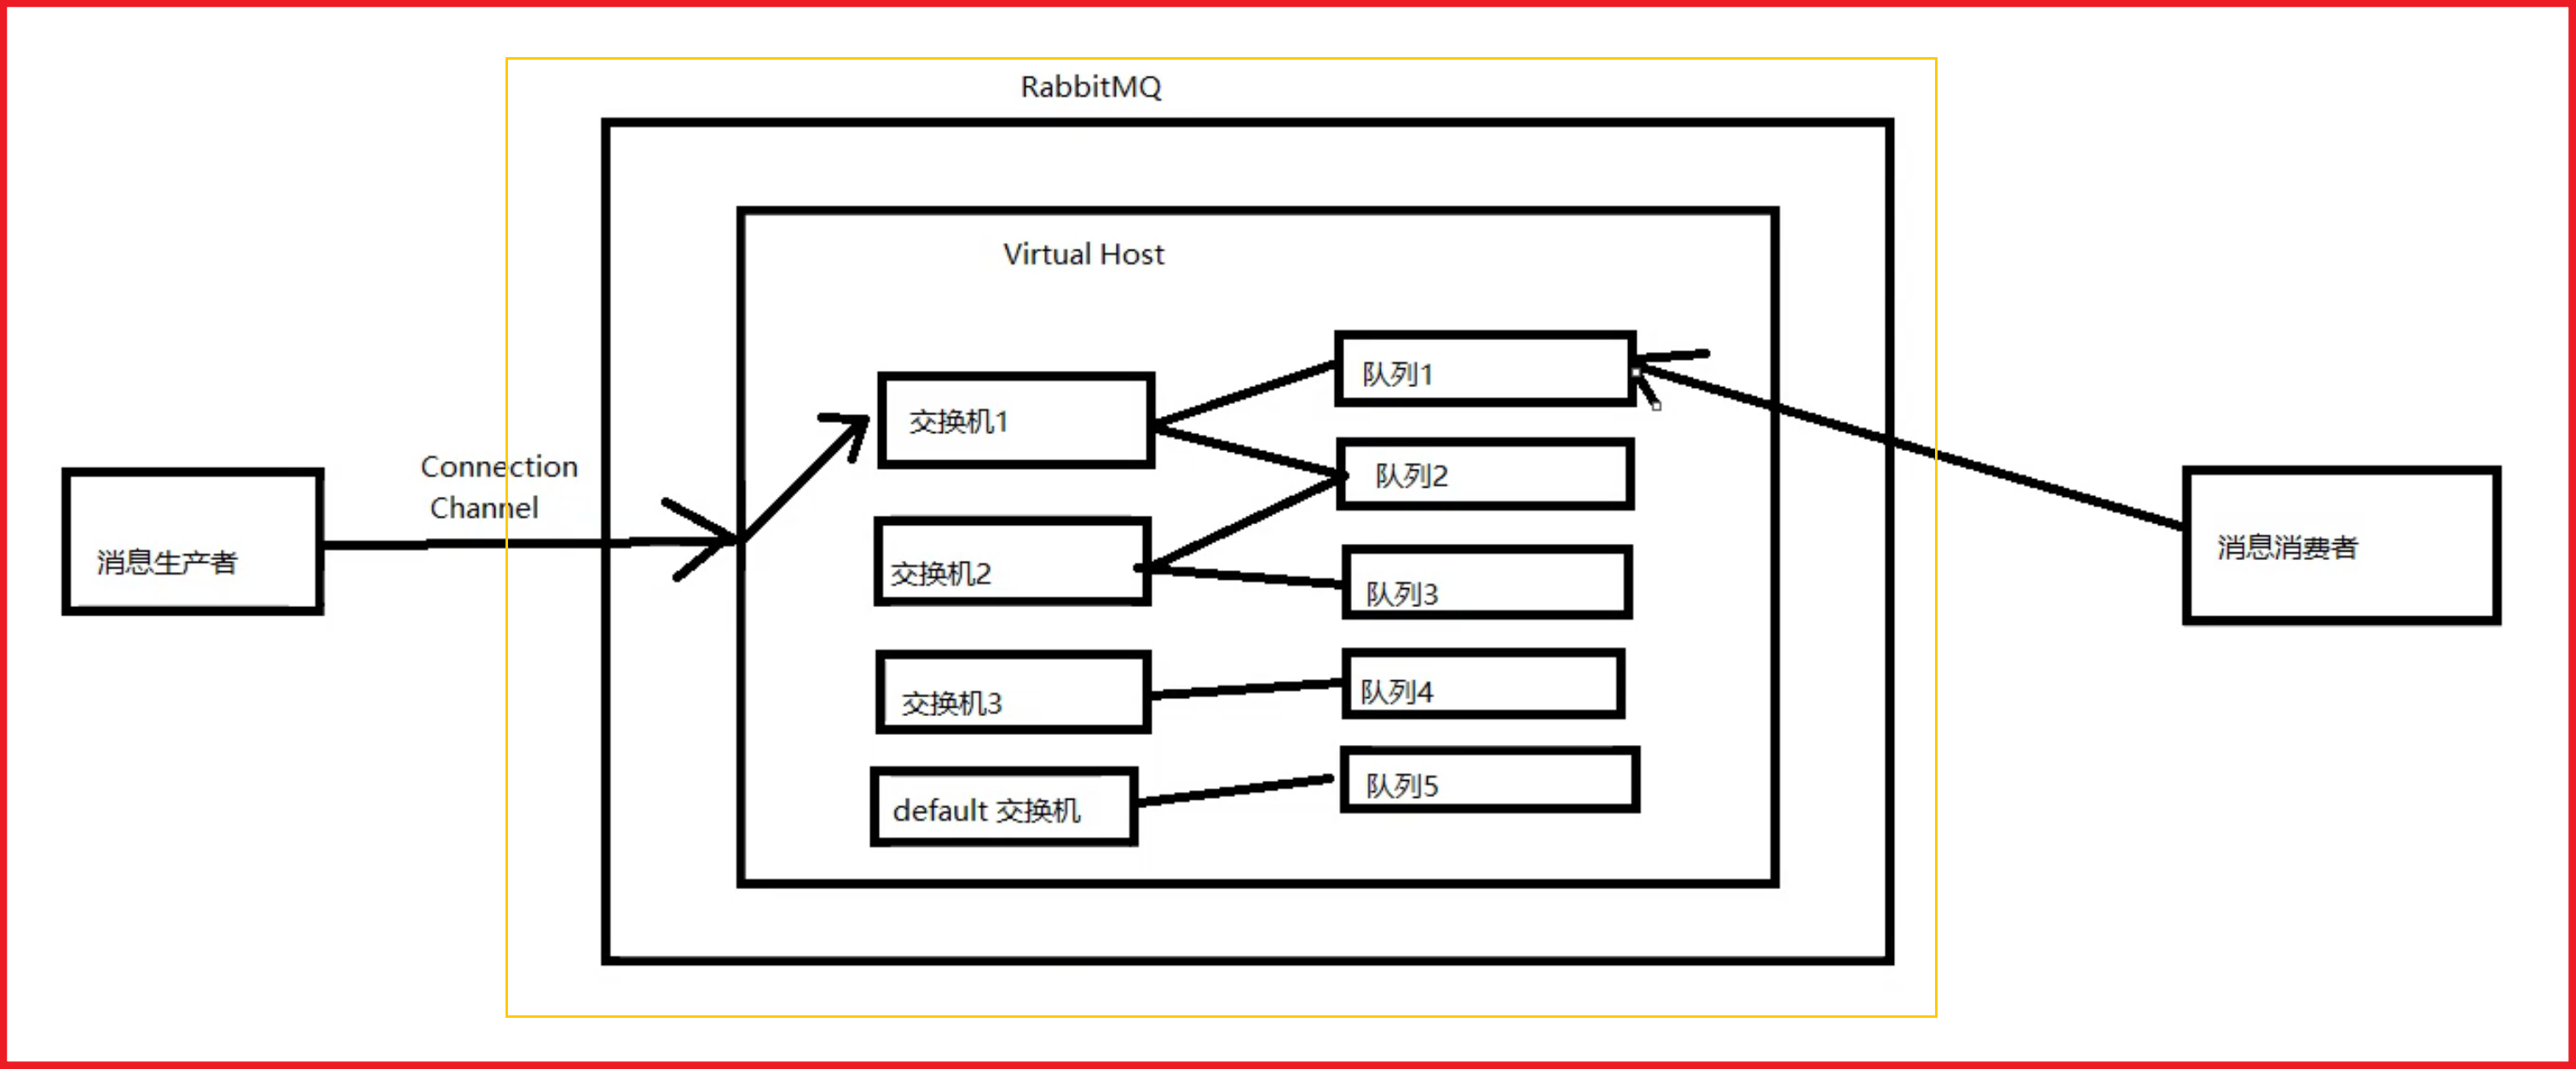 RabbitMQ
Virtual Host
Connection
Channel
消息生产者
交换机1
交换机2
交换机3
default 交换机
队列1
队列2
队列3
队列4
队列5
消息消费者